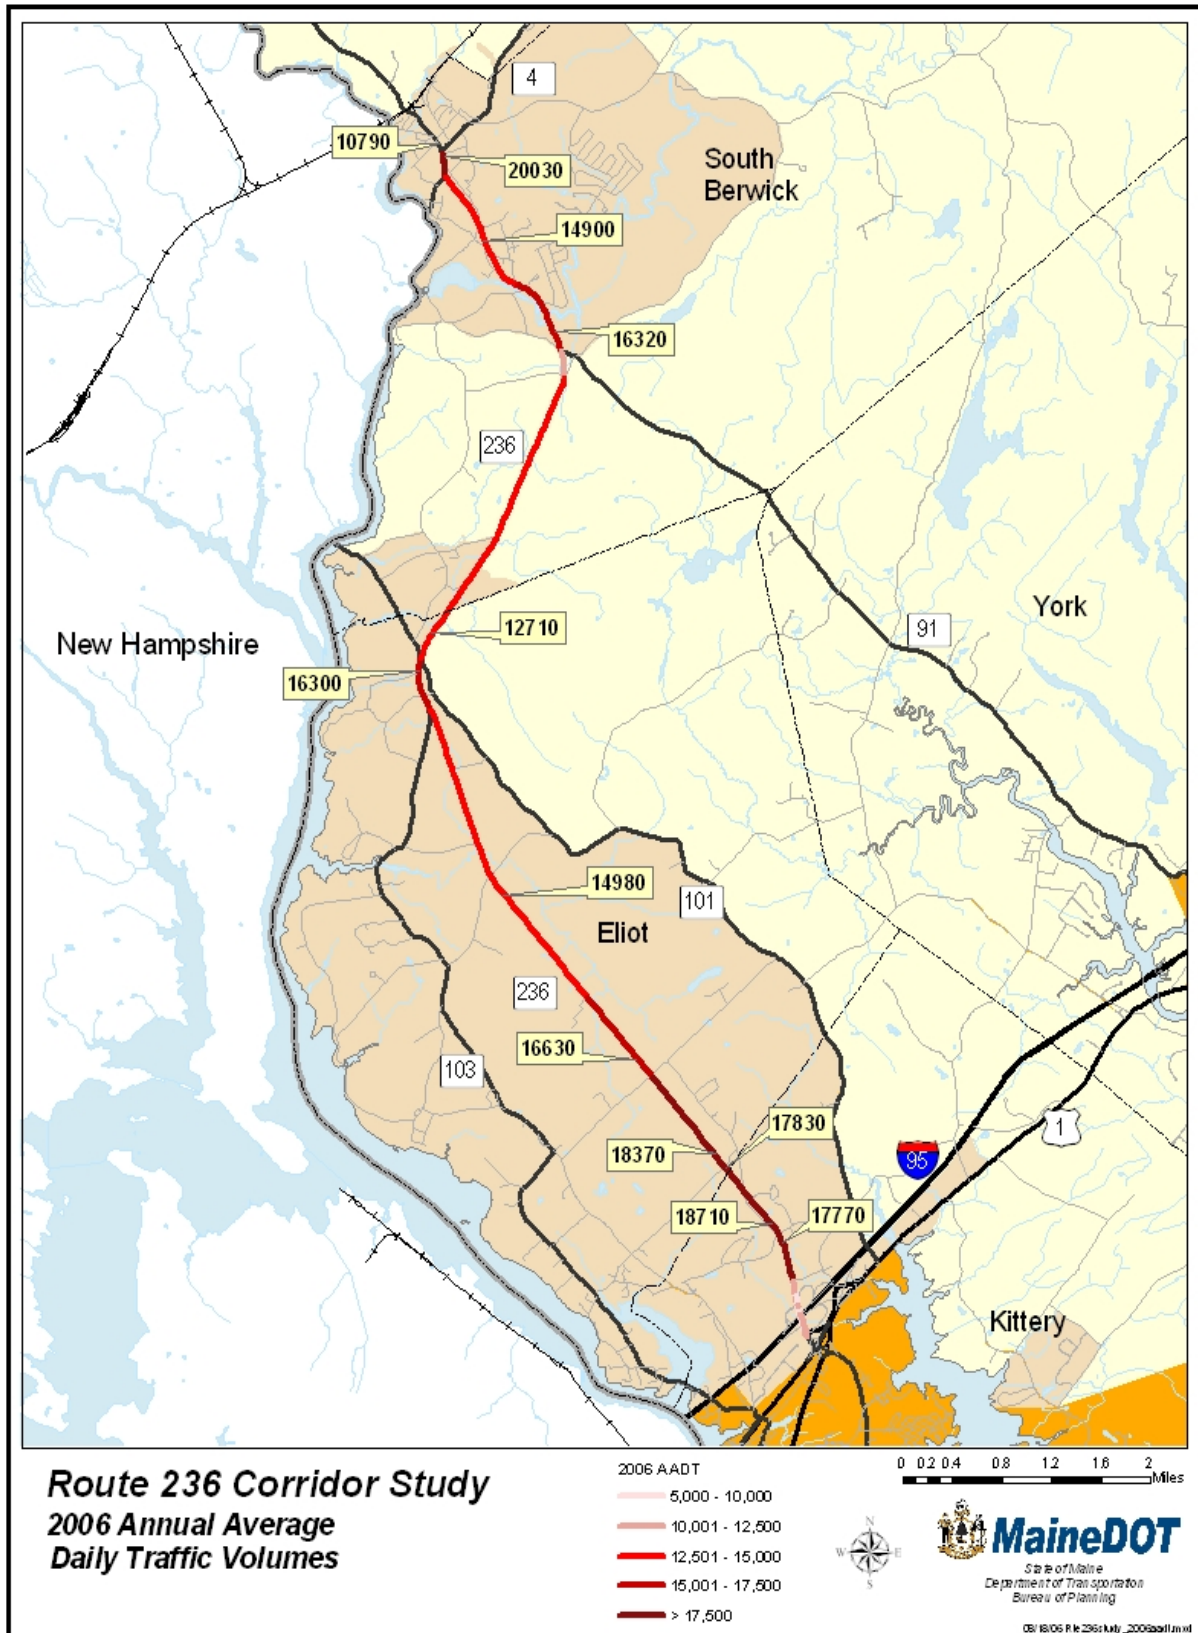 4
10790
20030
South
Berwick
14900
16320
236
York
12710
91
New Hampshire
16300
14980
101
Eliot
236
16630
103
17830
1
18370
95
18710
17770
Kittery
Route 236 Corridor Study
2006 Annual Average
Daily Traffic Volumes
2006 AADT
5,000 - 10,000
10,001 - 12,500
12,501 - 15,000
15,001 - 17,500
> 17,500
0 0.2 0.4 0.8 1.2 1.6 2
Miles
N
W E
S
MaineDOT
State of Maine
Department of Transportation
Bureau of Planning